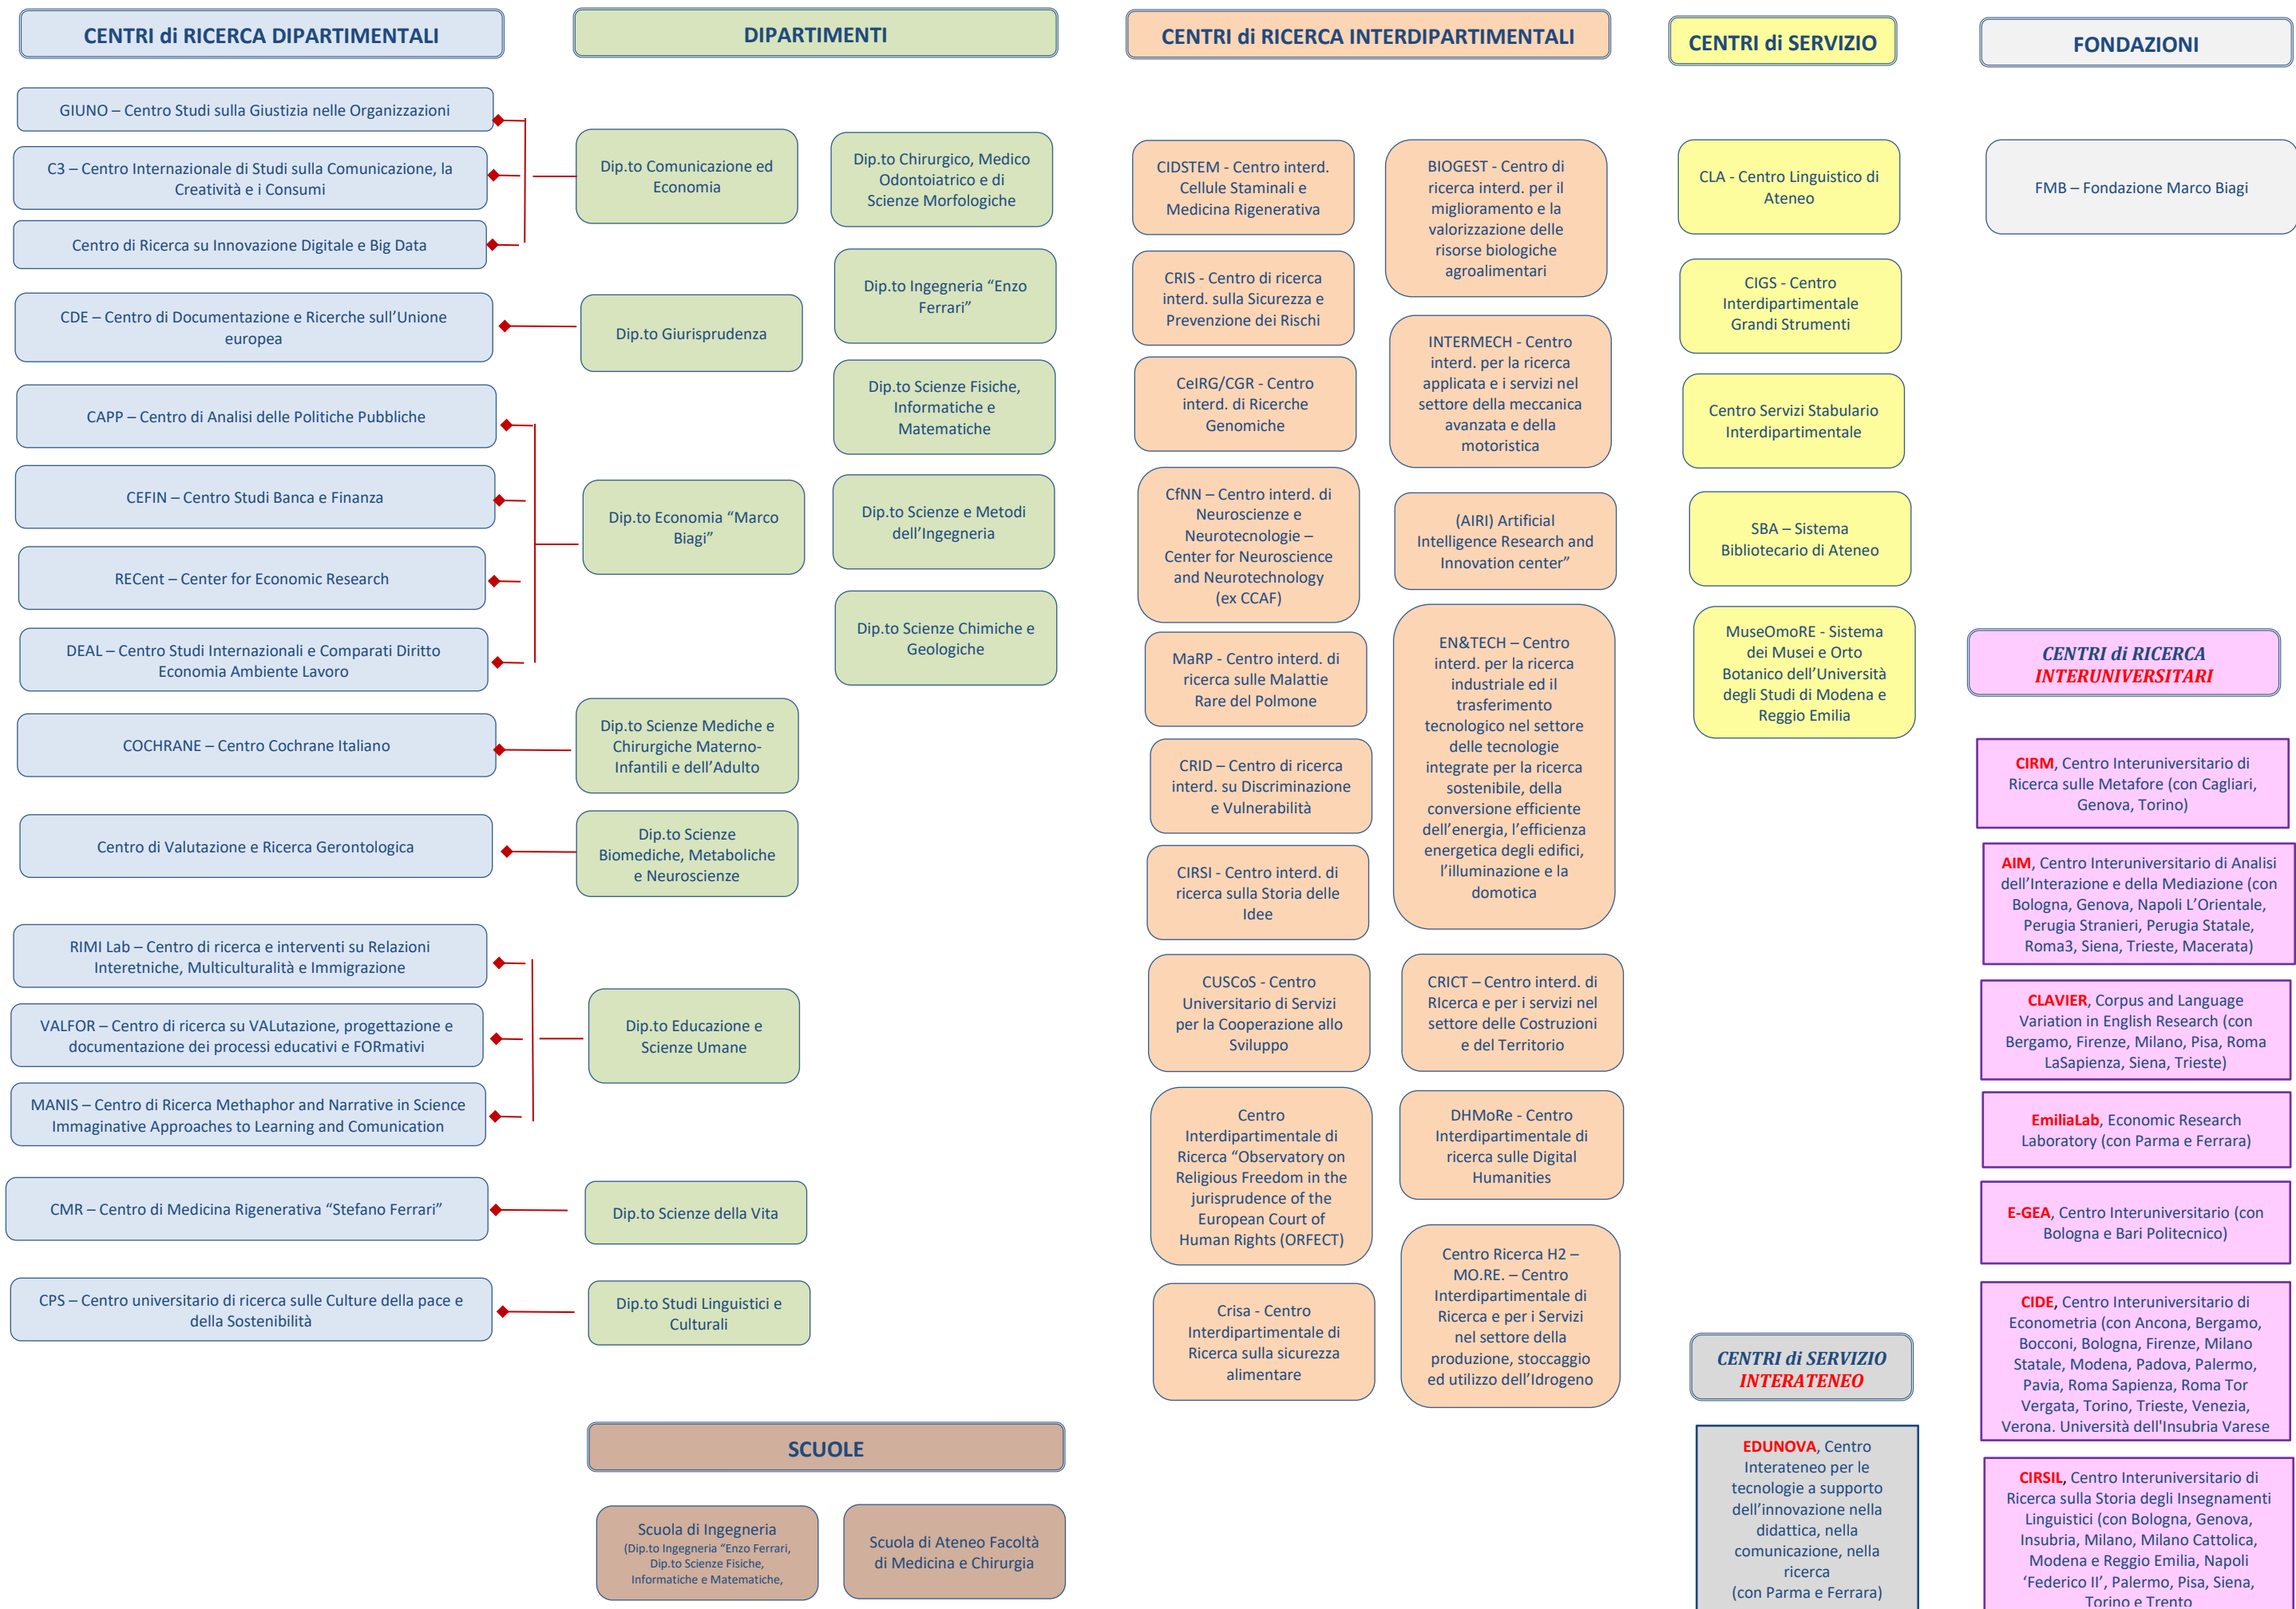 CENTRI di RICERCA DIPARTIMENTALI
GIUNO – Centro Studi sulla Giustizia nelle Organizzazioni
C3 – Centro Internazionale di Studi sulla Comunicazione, la
Creatività e i Consumi
Centro di Ricerca su Innovazione Digitale e Big Data
CDE – Centro di Documentazione e Ricerche sull’Unione
europea
CAPP – Centro di Analisi delle Politiche Pubbliche
CEFIN – Centro Studi Banca e Finanza
RECent – Center for Economic Research
DEAL – Centro Studi Internazionali e Comparati Diritto
Economia Ambiente Lavoro
COCHRANE – Centro Cochrane Italiano
Centro di Valutazione e Ricerca Gerontologica
RIMI Lab – Centro di ricerca e interventi su Relazioni
Interetniche, Multiculturalità e Immigrazione
VALFOR – Centro di ricerca su VALutazione, progettazione e
documentazione dei processi educativi e FORmativi
MANIS – Centro di Ricerca Methaphor and Narrative in Science
Immaginative Approaches to Learning and Comunication
CMR – Centro di Medicina Rigenerativa “Stefano Ferrari”
CPS – Centro universitario di ricerca sulle Culture della pace e
della Sostenibilità
DIPARTIMENTI
Dip.to Comunicazione ed
Economia
Dip.to Giurisprudenza
Dip.to Economia “Marco
Biagi”
Dip.to Scienze Mediche e
Chirurgiche Materno-
Infantili e dell’Adulto
Dip.to Scienze
Biomediche, Metaboliche
e Neuroscienze
Dip.to Educazione e
Scienze Umane
Dip.to Scienze della Vita
Dip.to Studi Linguistici e
Culturali
Dip.to Chirurgico, Medico
Odontoiatrico e di
Scienze Morfologiche
Dip.to Ingegneria “Enzo
Ferrari”
Dip.to Scienze Fisiche,
Informatiche e
Matematiche
Dip.to Scienze e Metodi
dell’Ingegneria
Dip.to Scienze Chimiche e
Geologiche
SCUOLE
Scuola di Ingegneria
(Dip.to Ingegneria “Enzo Ferrari,
Dip.to Scienze Fisiche,
Informatiche e Matematiche,
Scuola di Ateneo Facoltà
di Medicina e Chirurgia
CENTRI di RICERCA INTERDIPARTIMENTALI
CIDSTEM - Centro interd.
Cellule Staminali e
Medicina Rigenerativa
CRIS - Centro di ricerca
interd. sulla Sicurezza e
Prevenzione dei Rischi
CeIRG/CGR - Centro
interd. di Ricerche
Genomiche
CfNN – Centro interd. di
Neuroscienze e
Neurotecnologie –
Center for Neuroscience
and Neurotechnology
(ex CCAF)
MaRP - Centro interd. di
ricerca sulle Malattie
Rare del Polmone
CRID – Centro di ricerca
interd. su Discriminazione
e Vulnerabilità
CIRSI - Centro interd. di
ricerca sulla Storia delle
Idee
CUSCoS - Centro
Universitario di Servizi
per la Cooperazione allo
Sviluppo
Centro
Interdipartimentale di
Ricerca “Observatory on
Religious Freedom in the
jurisprudence of the
European Court of
Human Rights (ORFECT)
Crisa - Centro
Interdipartimentale di
Ricerca sulla sicurezza
alimentare
BIOGEST - Centro di
ricerca interd. per il
miglioramento e la
valorizzazione delle
risorse biologiche
agroalimentari
INTERMECH - Centro
interd. per la ricerca
applicata e i servizi nel
settore della meccanica
avanzata e della
motoristica
(AIRI) Artificial
Intelligence Research and
Innovation center”
EN&TECH – Centro
interd. per la ricerca
industriale ed il
trasferimento
tecnologico nel settore
delle tecnologie
integrate per la ricerca
sostenibile, della
conversione efficiente
dell’energia, l’efficienza
energetica degli edifici,
l’illuminazione e la
domotica
CRICT – Centro interd. di
RIcerca e per i servizi nel
settore delle Costruzioni
e del Territorio
DHMoRe - Centro
Interdipartimentale di
ricerca sulle Digital
Humanities
Centro Ricerca H2 –
MO.RE. – Centro
Interdipartimentale di
Ricerca e per i Servizi
nel settore della
produzione, stoccaggio
ed utilizzo dell’Idrogeno
CENTRI di SERVIZIO
CLA - Centro Linguistico di
Ateneo
CIGS - Centro
Interdipartimentale
Grandi Strumenti
Centro Servizi Stabulario
Interdipartimentale
SBA – Sistema
Bibliotecario di Ateneo
MuseOmoRE - Sistema
dei Musei e Orto
Botanico dell’Università
degli Studi di Modena e
Reggio Emilia
CENTRI di SERVIZIO
INTERATENEO
EDUNOVA, Centro
Interateneo per le
tecnologie a supporto
dell’innovazione nella
didattica, nella
comunicazione, nella
ricerca
(con Parma e Ferrara)
FONDAZIONI
FMB – Fondazione Marco Biagi
CENTRI di RICERCA
INTERUNIVERSITARI
CIRM, Centro Interuniversitario di
Ricerca sulle Metafore (con Cagliari,
Genova, Torino)
AIM, Centro Interuniversitario di Analisi
dell’Interazione e della Mediazione (con
Bologna, Genova, Napoli L’Orientale,
Perugia Stranieri, Perugia Statale,
Roma3, Siena, Trieste, Macerata)
CLAVIER, Corpus and Language
Variation in English Research (con
Bergamo, Firenze, Milano, Pisa, Roma
LaSapienza, Siena, Trieste)
EmiliaLab, Economic Research
Laboratory (con Parma e Ferrara)
E-GEA, Centro Interuniversitario (con
Bologna e Bari Politecnico)
CIDE, Centro Interuniversitario di
Econometria (con Ancona, Bergamo,
Bocconi, Bologna, Firenze, Milano
Statale, Modena, Padova, Palermo,
Pavia, Roma Sapienza, Roma Tor
Vergata, Torino, Trieste, Venezia,
Verona. Università dell'Insubria Varese
CIRSIL, Centro Interuniversitario di
Ricerca sulla Storia degli Insegnamenti
Linguistici (con Bologna, Genova,
Insubria, Milano, Milano Cattolica,
Modena e Reggio Emilia, Napoli
‘Federico II’, Palermo, Pisa, Siena,
Torino e Trento